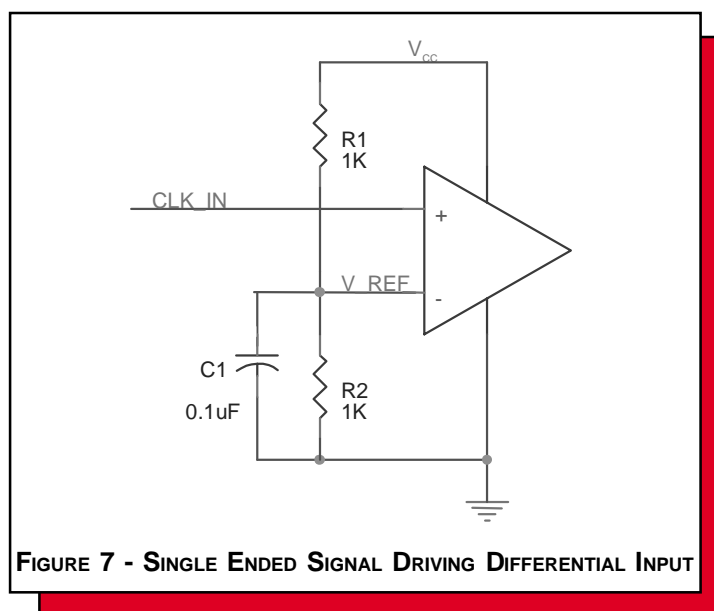 Vcc
R1
1K
CLK_IN
+
V_REF
-
C1
0.1uF
R2
1K
FIGURE 7 - SINGLE ENDED SIGNAL DRIVING DIFFERENTIAL INPUT